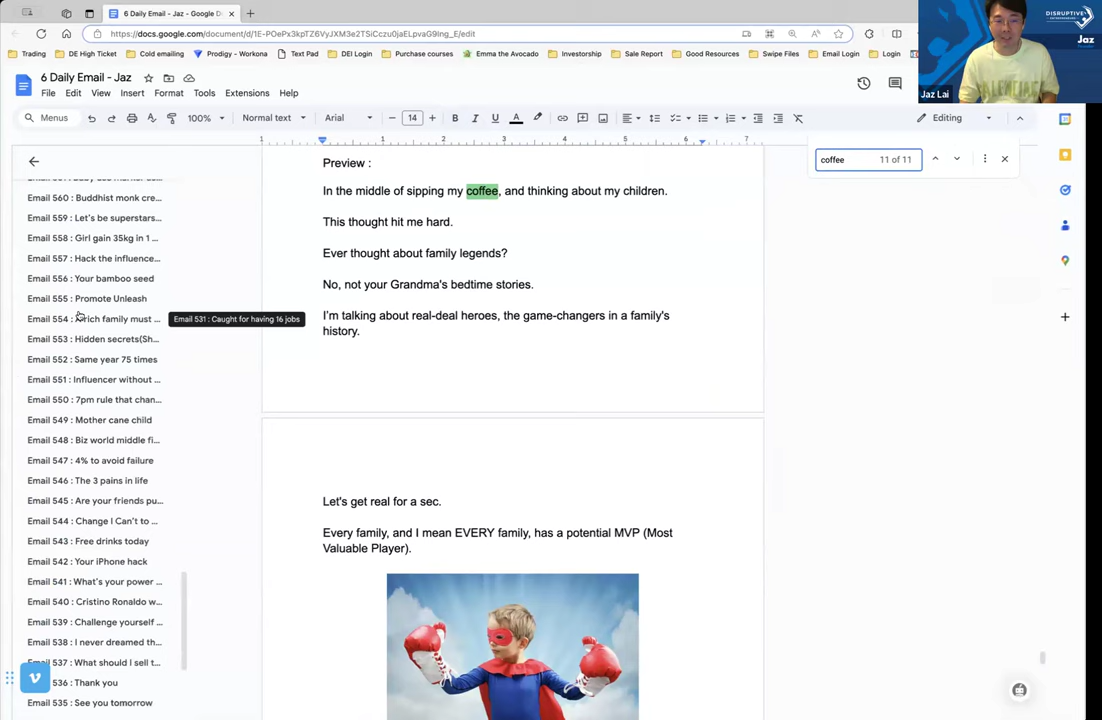 6 Daily Email - Jaz - Google D
https://docs.google.com/document/d/1E-POePx3kpTZ6VyJXM3e2TSiCczu0jaELpvaG9Ing_E/edit
Trading
DE High Ticket
Cold emailing
Prodigy - Workona
Text Pad
DEI Login
Purchase courses
Emma the Avocado
Investorship
Sale Report
Good Resources
Swipe Files
Email Login
Login
DISRUPTIVE
Jaz
Jaz Lai
6 Daily Email - Jaz
File Edit View Insert Format Tools Extensions Help
Menus
100%
Normal text
Arial
14
Editing
1 1 2 3 4 5 6 7
coffee 11 of 11
Email 560 : Buddhist monk cre...
Email 559 : Let's be superstars...
Email 558 : Girl gain 35kg in 1 ...
Email 557 : Hack the influence...
Email 556 : Your bamboo seed
Email 555 : Promote Unleash
Email 554 : rich family must ...
Email 531 : Caught for having 16 jobs
Email 553 : Hidden secrets(Sh...
Email 552 : Same year 75 times
Email 551 : Influencer without ...
Email 550 : 7pm rule that chan...
Email 549 : Mother cane child
Email 548 : Biz world middle fi...
Email 547 : 4% to avoid failure
Email 546 : The 3 pains in life
Email 545 : Are your friends pu...
Email 544 : Change I Can't to ...
Email 543 : Free drinks today
Email 542 : Your iPhone hack
Email 541 : What's your power ...
Email 540 : Cristino Ronaldo w...
Email 539 : Challenge yourself ...
Email 538 : I never dreamed th...
537 : What should I sell t...
536 : Thank you
Email 535 : See you tomorrow
Preview :
In the middle of sipping my coffee, and thinking about my children.
This thought hit me hard.
Ever thought about family legends?
No, not your Grandma's bedtime stories.
I'm talking about real-deal heroes, the game-changers in a family's
history.
Let's get real for a sec.
Every family, and I mean EVERY family, has a potential MVP (Most
Valuable Player).